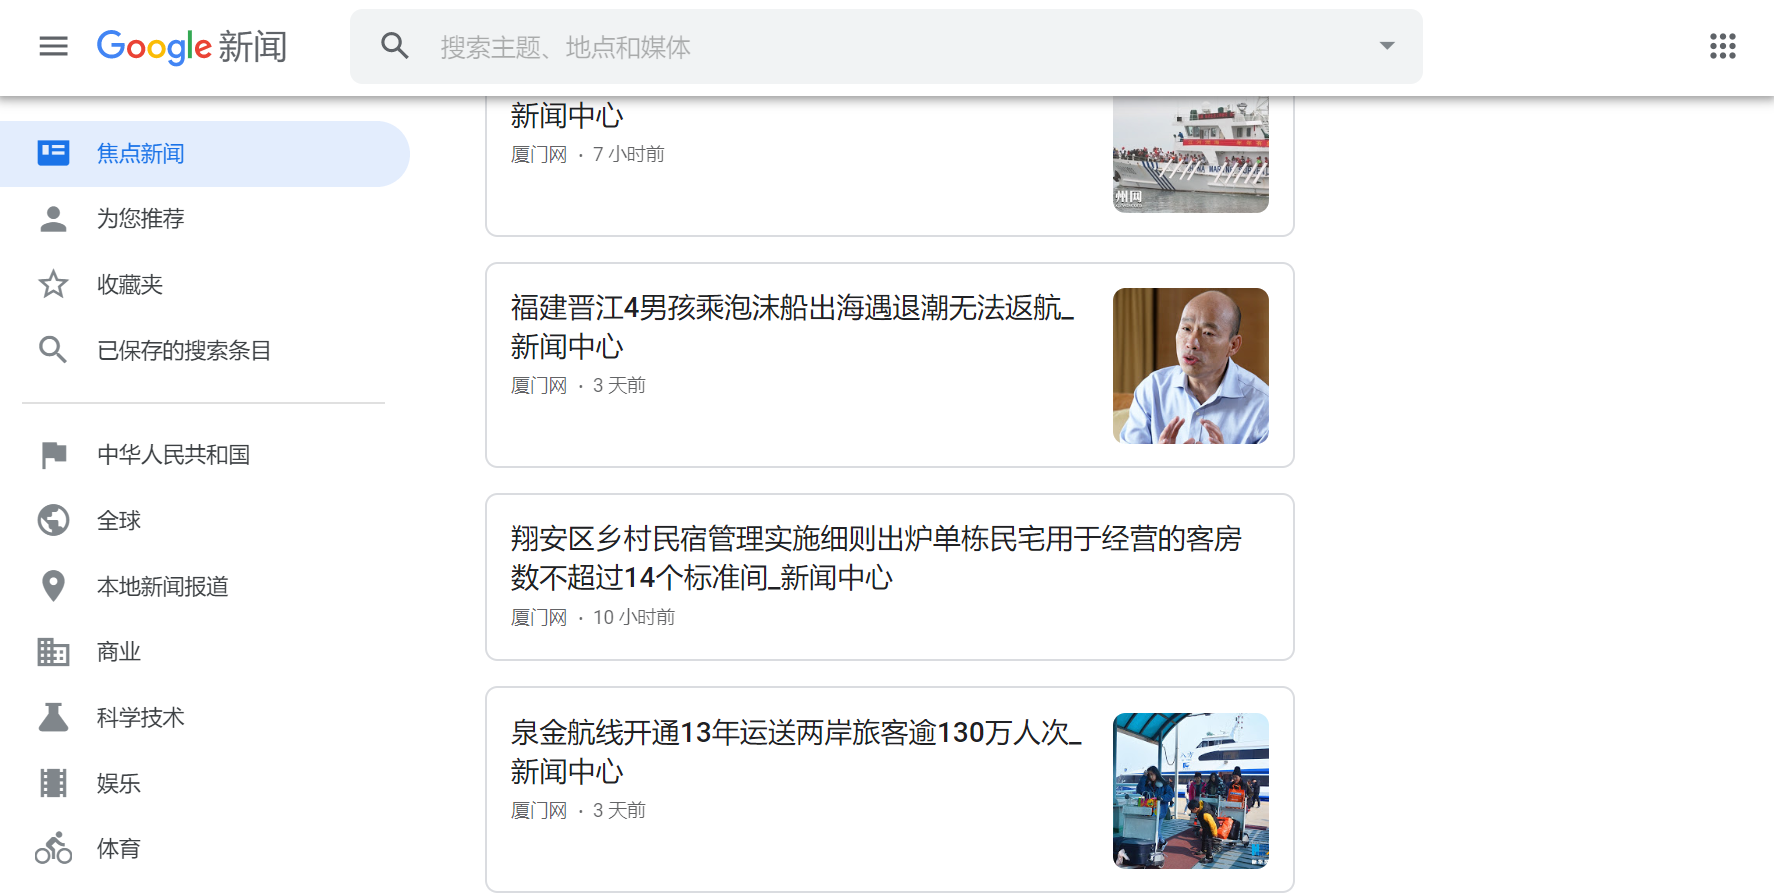 Google 新闻
搜索主题、地点和媒体
焦点新闻
为您推荐
收藏夹
已保存的搜索条目
中华人民共和国
全球
本地新闻报道
商业
科学技术
娱乐
体育
新闻中心
厦门网 · 7 小时前
州网
福建晋江4男孩乘泡沫船出海遇退潮无法返航_
新闻中心
厦门网 · 3 天前
翔安区乡村民宿管理实施细则出炉单栋民宅用于经营的客房
数不超过14个标准间_新闻中心
厦门网 · 10 小时前
泉金航线开通13年运送两岸旅客逾130万人次_
新闻中心
厦门网 · 3 天前